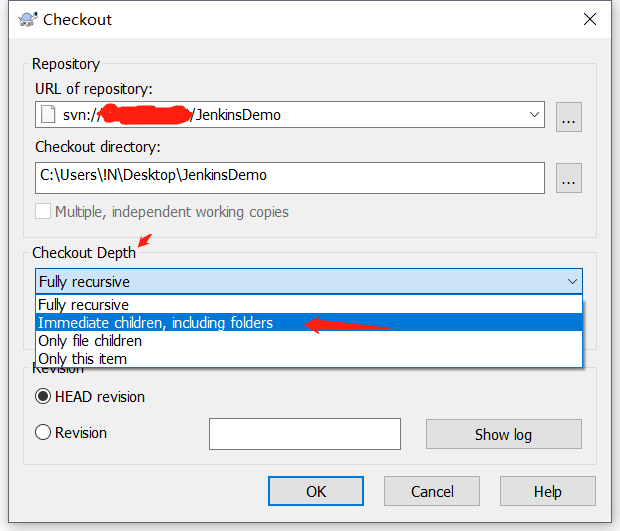 Checkout
Repository
URL of repository:
svn:// /JenkinsDemo
...
Checkout directory:
C:\Users\!N\Desktop\JenkinsDemo
...
Multiple, independent working copies
Checkout Depth
Fully recursive
Fully recursive
Immediate children, including folders
Only file children
Only this item
Revision
HEAD revision
Revision
Show log
OK
Cancel
Help